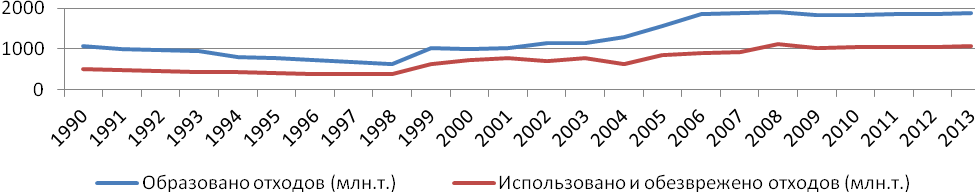 2000
1000
0
1990 1991 1992 1993 1994 1995 1996 1997 1998 1999 2000 2001 2002 2003 2004 2005 2006 2007 2008 2009 2010 2011 2012 2013
Образовано отходов (млн.т.) Использовано и обезврежено отходов (млн.т.)